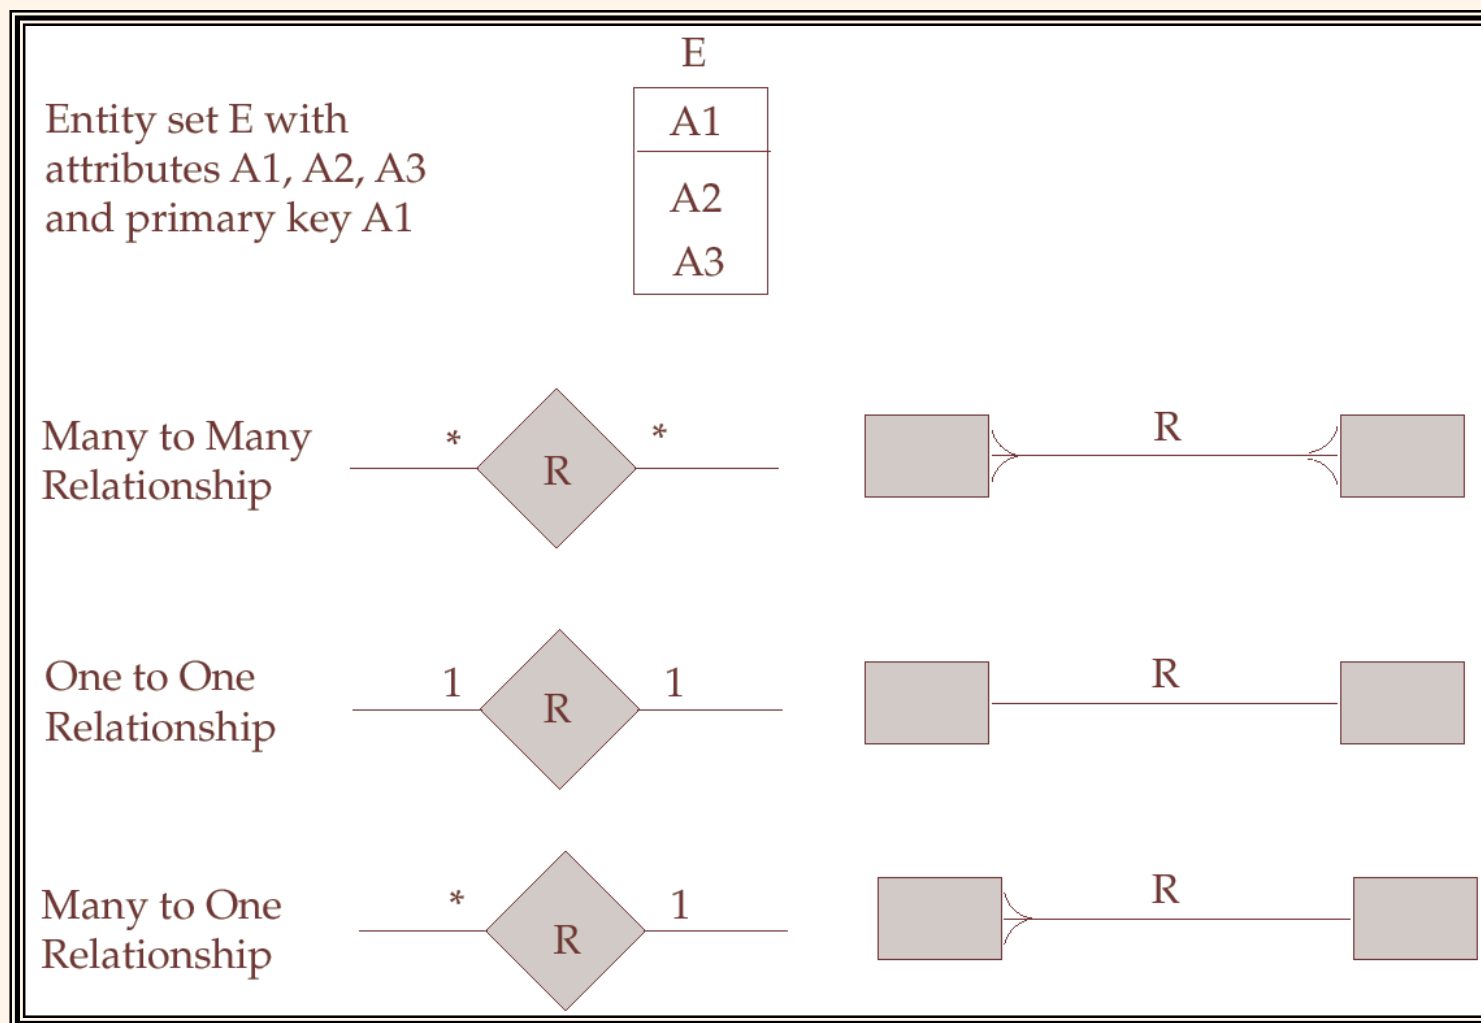 E
Entity set E with
attributes A1, A2, A3
and primary key A1
A1
A2
A3
Many to Many
Relationship
* R *
R
One to One
Relationship
1 R 1
R
Many to One
Relationship
* R 1
R